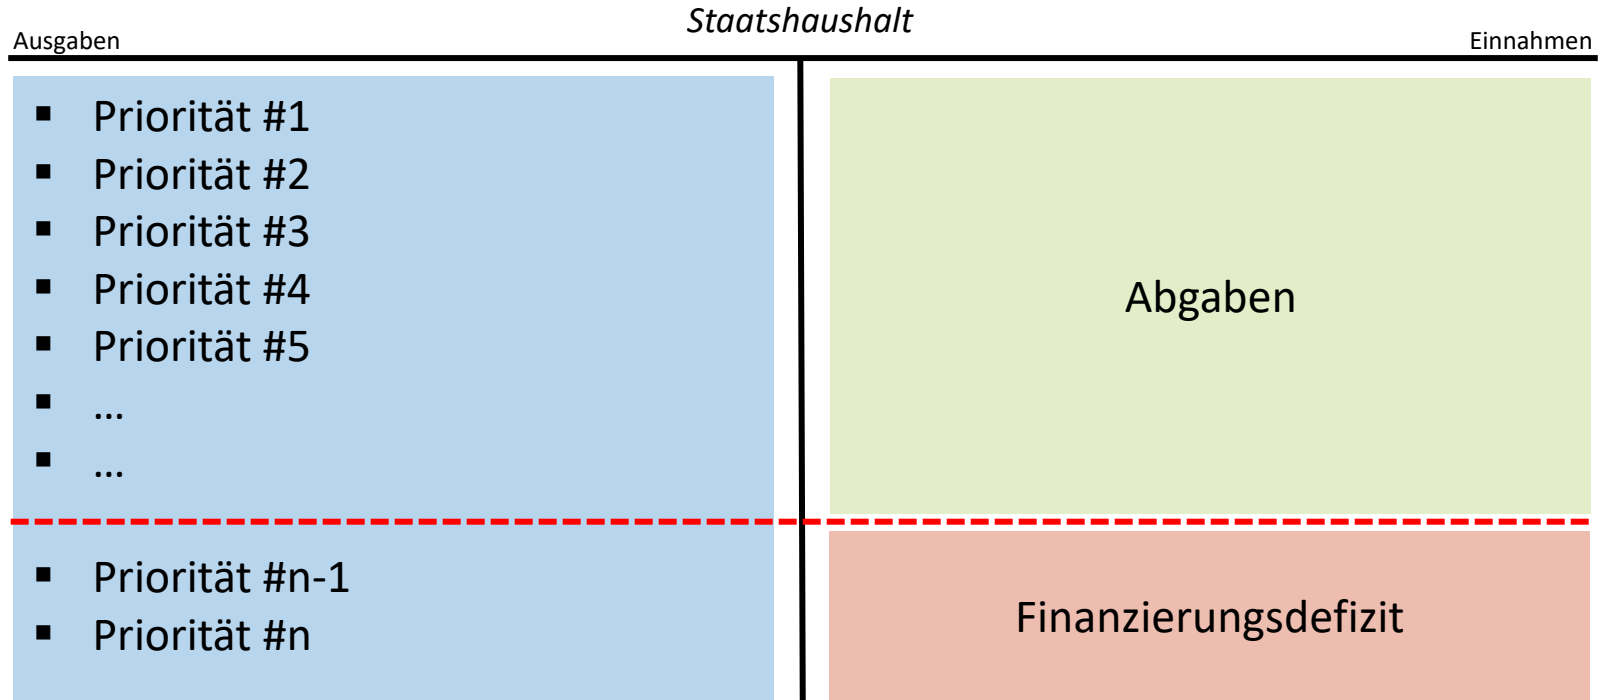 Staatshaushalt
Ausgaben
Einnahmen
▪ Priorität #1
▪ Priorität #2
▪ Priorität #3
▪ Priorität #4
▪ Priorität #5
▪ ...
▪ ...
▪ Priorität #n-1
▪ Priorität #n
Abgaben
Finanzierungsdefizit